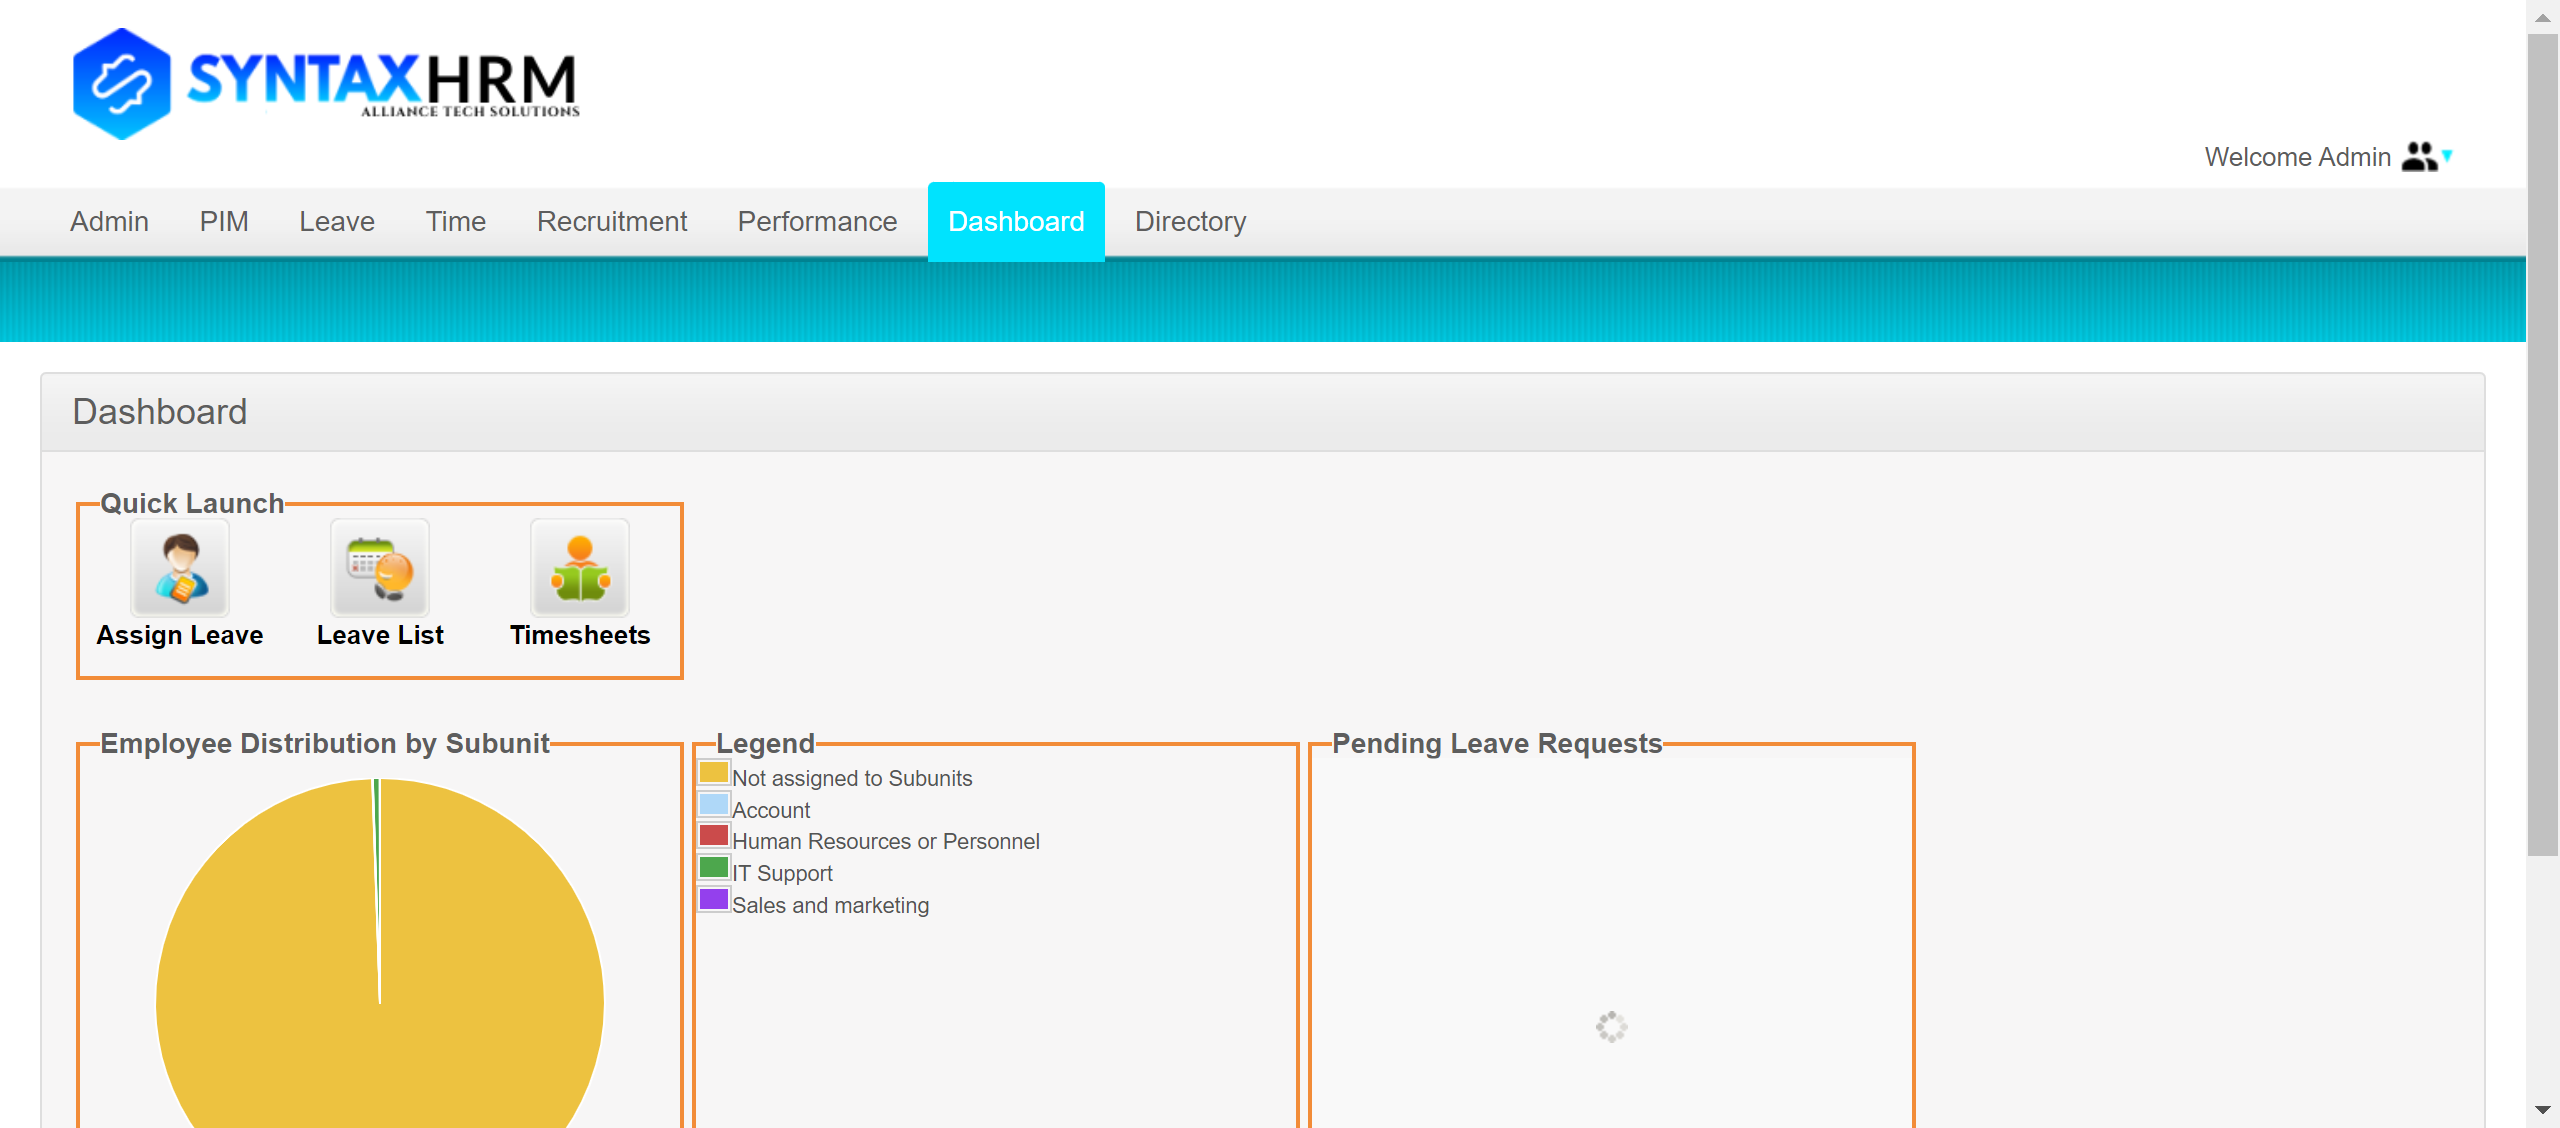 SYNTAXHRM
ALLIANCE TECH SOLUTIONS
Welcome Admin
Admin PIM Leave Time Recruitment Performance Dashboard Directory
Dashboard
Quick Launch
Assign Leave Leave List Timesheets
Employee Distribution by Subunit
Legend
Not assigned to Subunits
Account
Human Resources or Personnel
IT Support
Sales and marketing
Pending Leave Requests